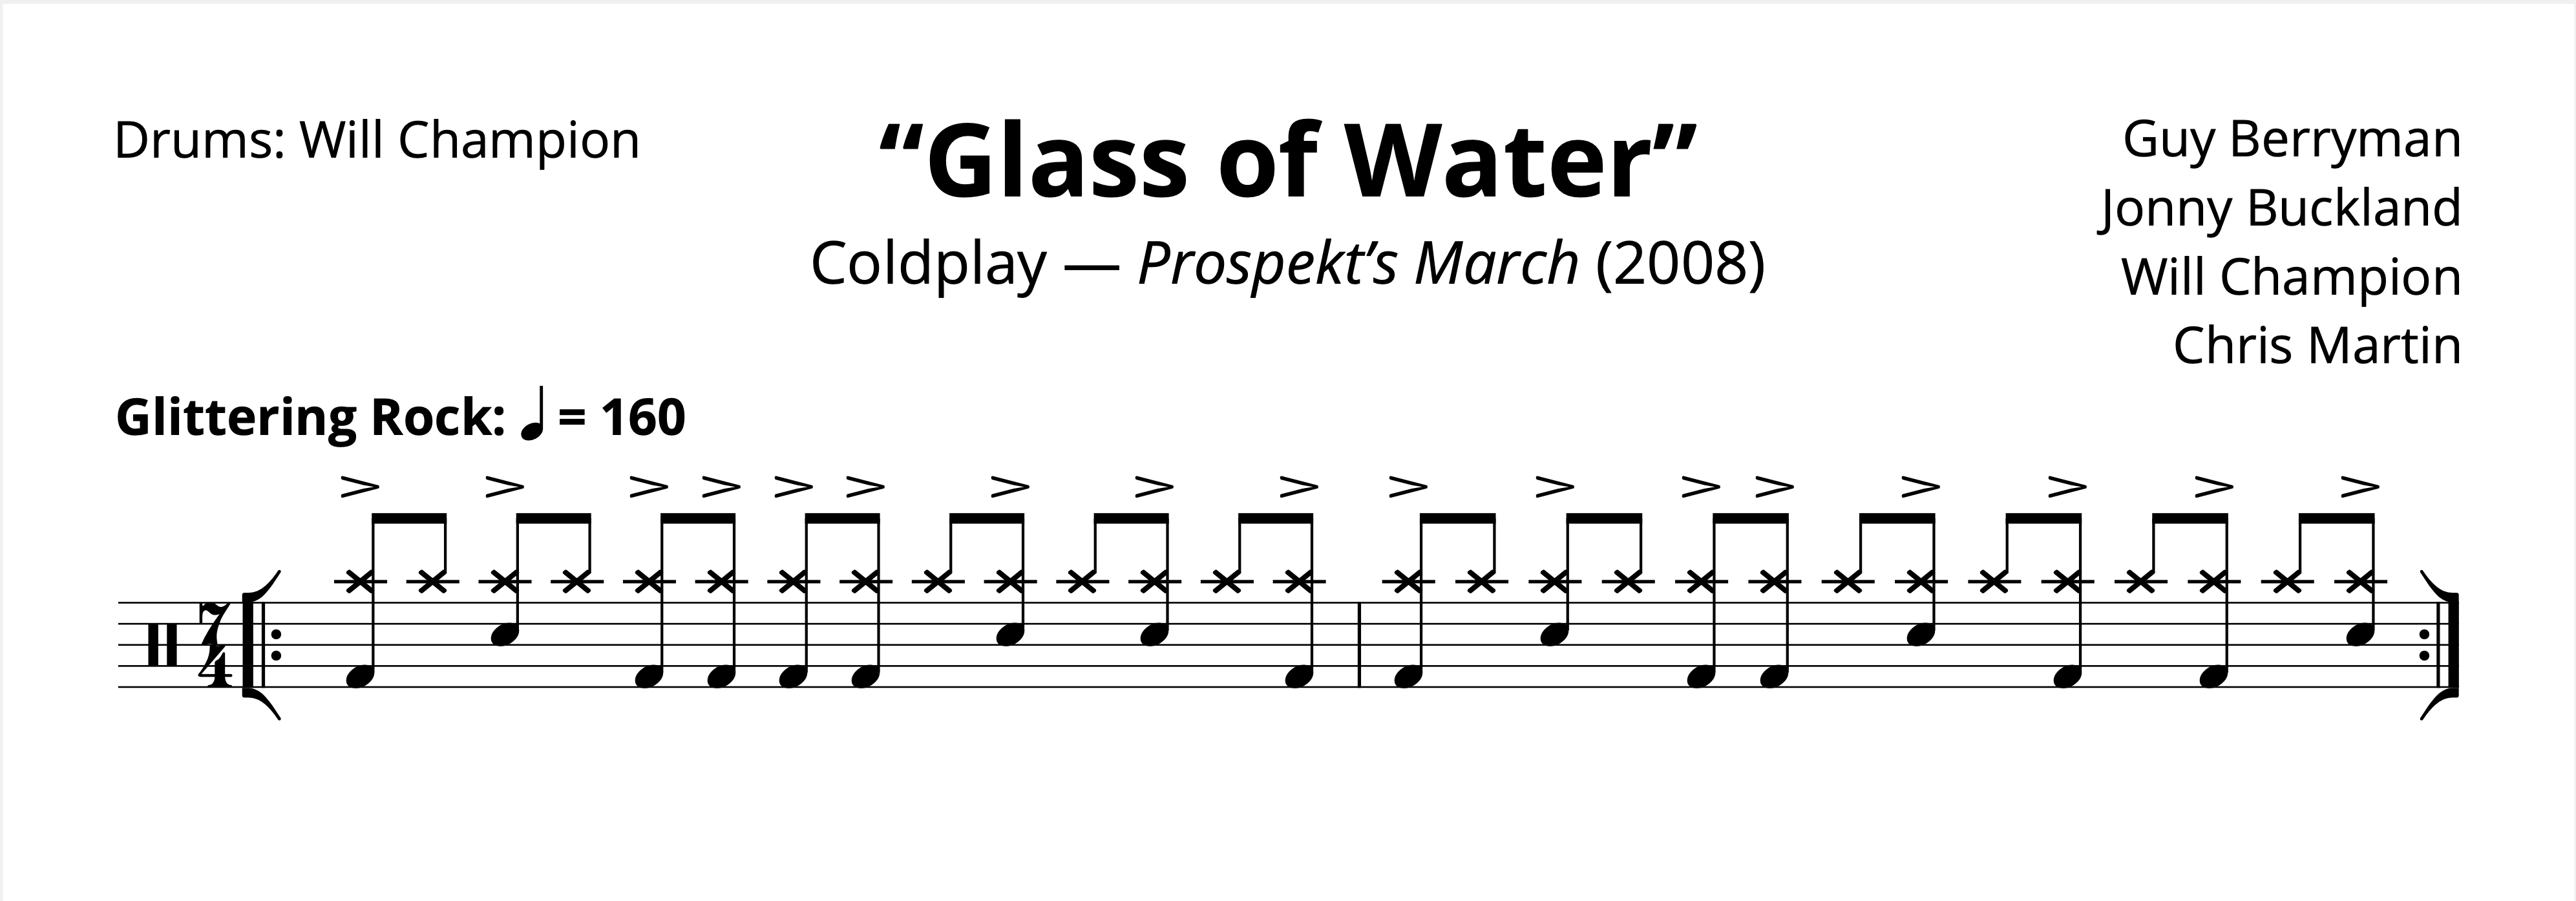 Drums: Will Champion
“Glass of Water”
Coldplay — Prospekt’s March (2008)
Guy Berryman
Jonny Buckland
Will Champion
Chris Martin
Glittering Rock: ♩ = 160
7
4